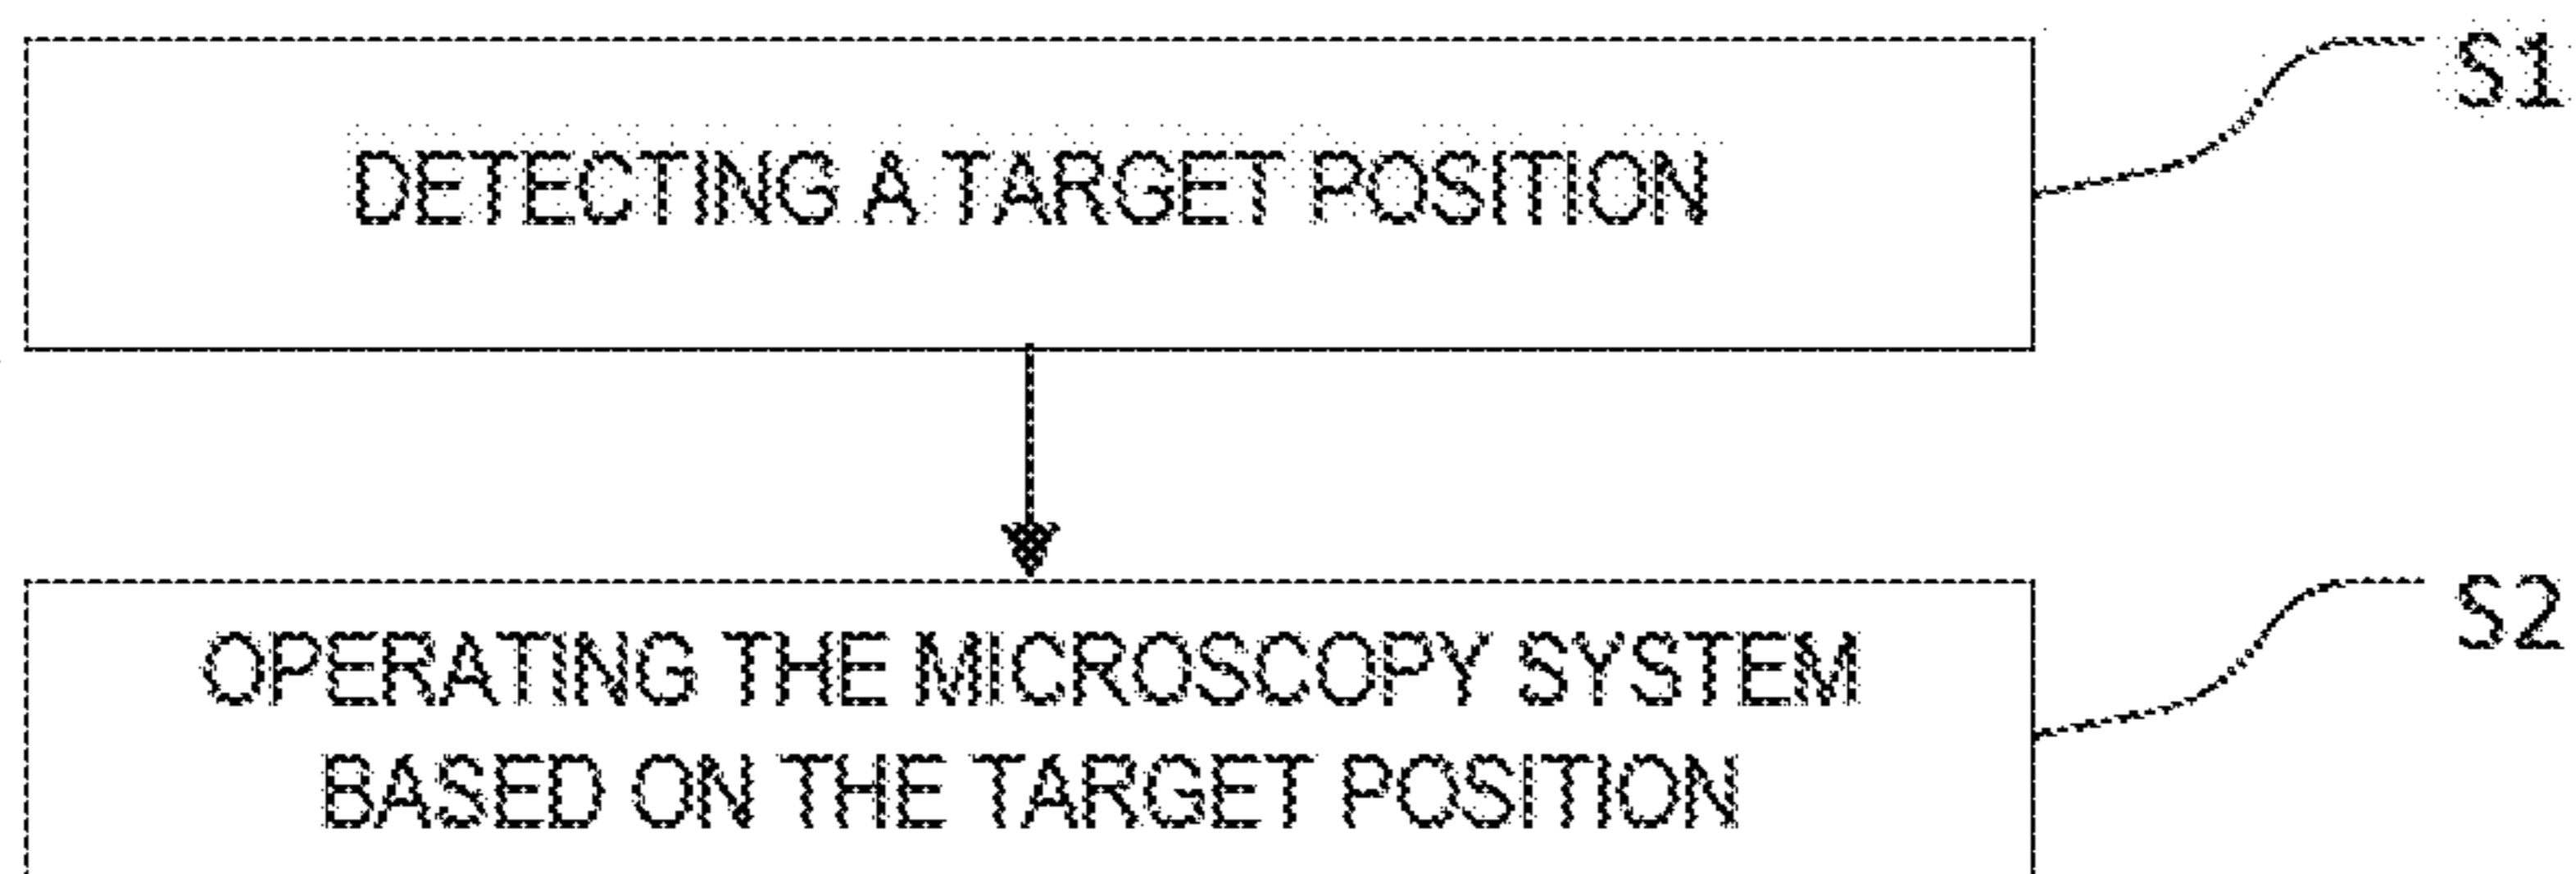 DETECTING A TARGET POSITION
S1
OPERATING THE MICROSCOPY SYSTEM
BASED ON THE TARGET POSITION
S2